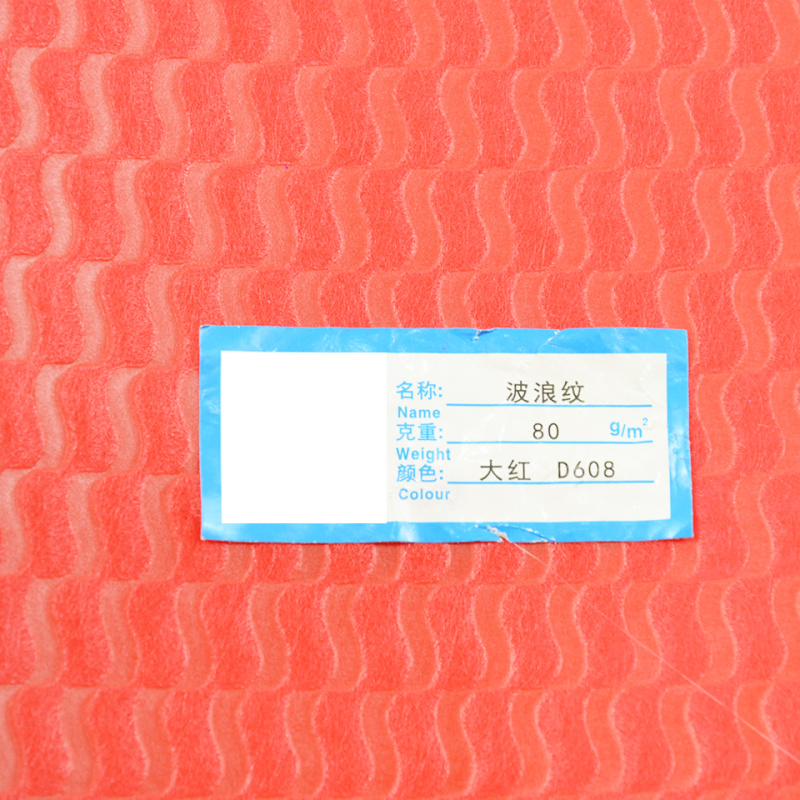 名称: 波浪纹
Name
克重: 80 g/m²
Weight
颜色: 大红 D608
Colour